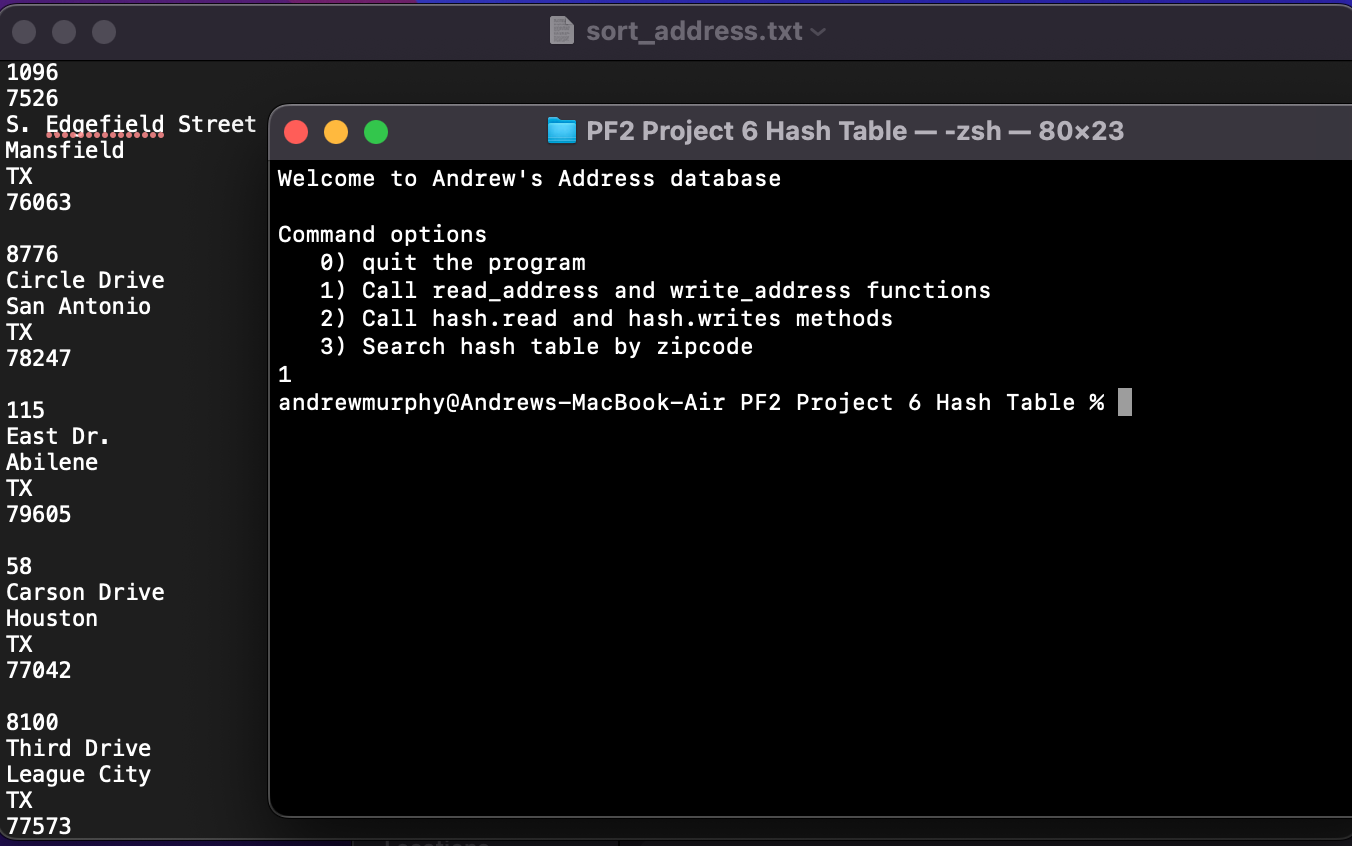 sort_address.txt
1096
7526
S. Edgefield Street
Mansfield
TX
76063
8776
Circle Drive
San Antonio
TX
78247
115
East Dr.
Abilene
TX
79605
58
Carson Drive
Houston
TX
77042
8100
Third Drive
League City
TX
77573
PF2 Project 6 Hash Table — -zsh — 80×23
Welcome to Andrew's Address database
Command options
0) quit the program
1) Call read_address and write_address functions
2) Call hash.read and hash.writes methods
3) Search hash table by zipcode
1
andrewmurphy@Andrews-MacBook-Air PF2 Project 6 Hash Table %